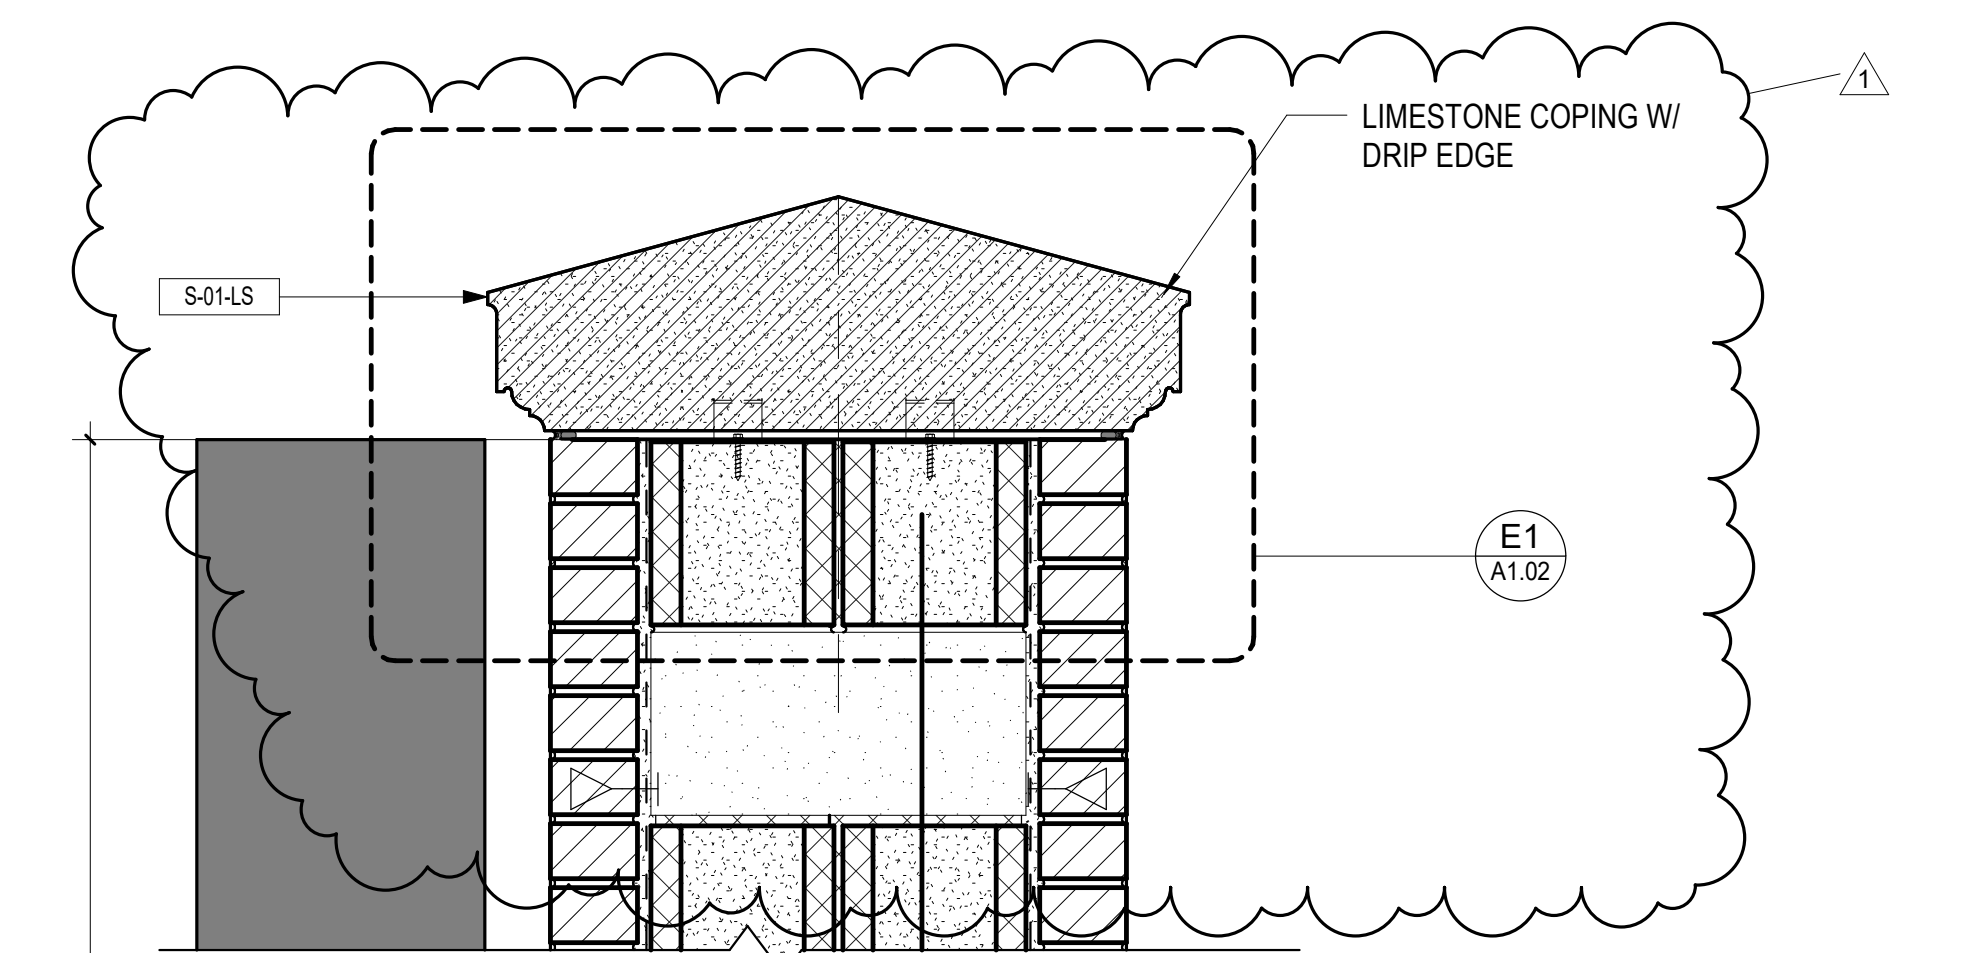 1
LIMESTONE COPING W/
DRIP EDGE
S-01-LS
E1
A1.02